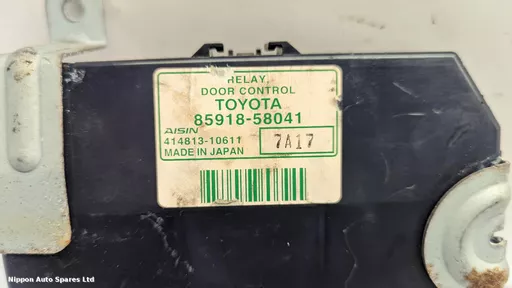 RELAY,
DOOR CONTROL
TOYOTA
85918-58041
AISIN
414813-10611 7A17
MADE IN JAPAN
Nippon Auto Spares Ltd